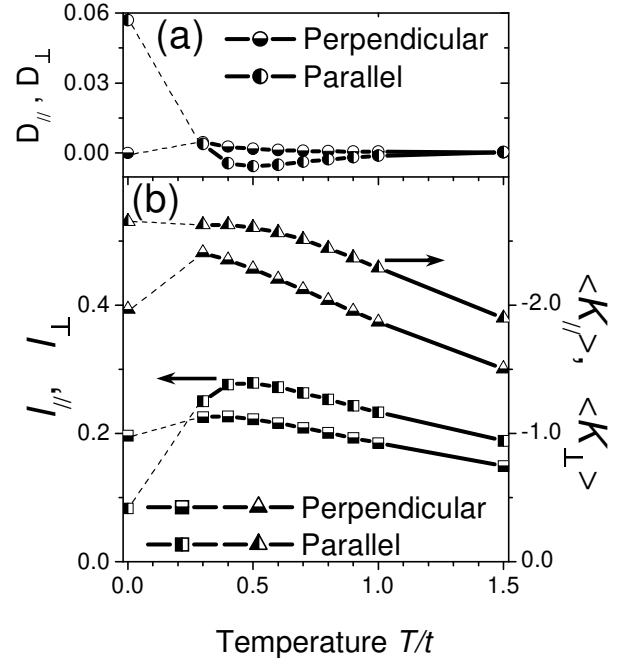 (a)
Perpendicular
Parallel
D//, D⊥
0.06
0.03
0.00
(b)
I//, I⊥
0.4
0.2
0.0
-2.0
-1.0
0.0
<K//>, <K⊥>
Perpendicular
Parallel
0.0 0.5 1.0 1.5
Temperature T/t